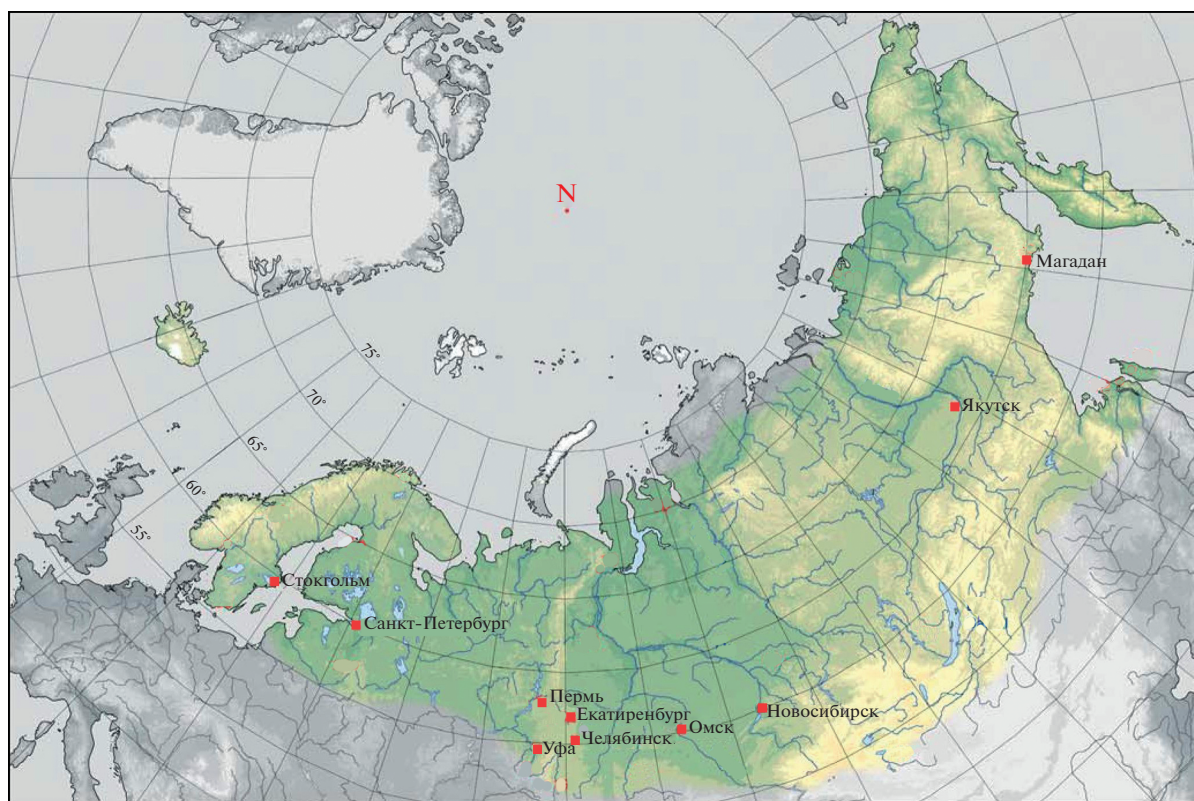 N
Магадан
75°
Якутск
70°
65°
60°
55°
Стокгольм
Санкт-Петербург
Пермь
Екатиренбург
Новосибирск
Омск
Челябинск
Уфа